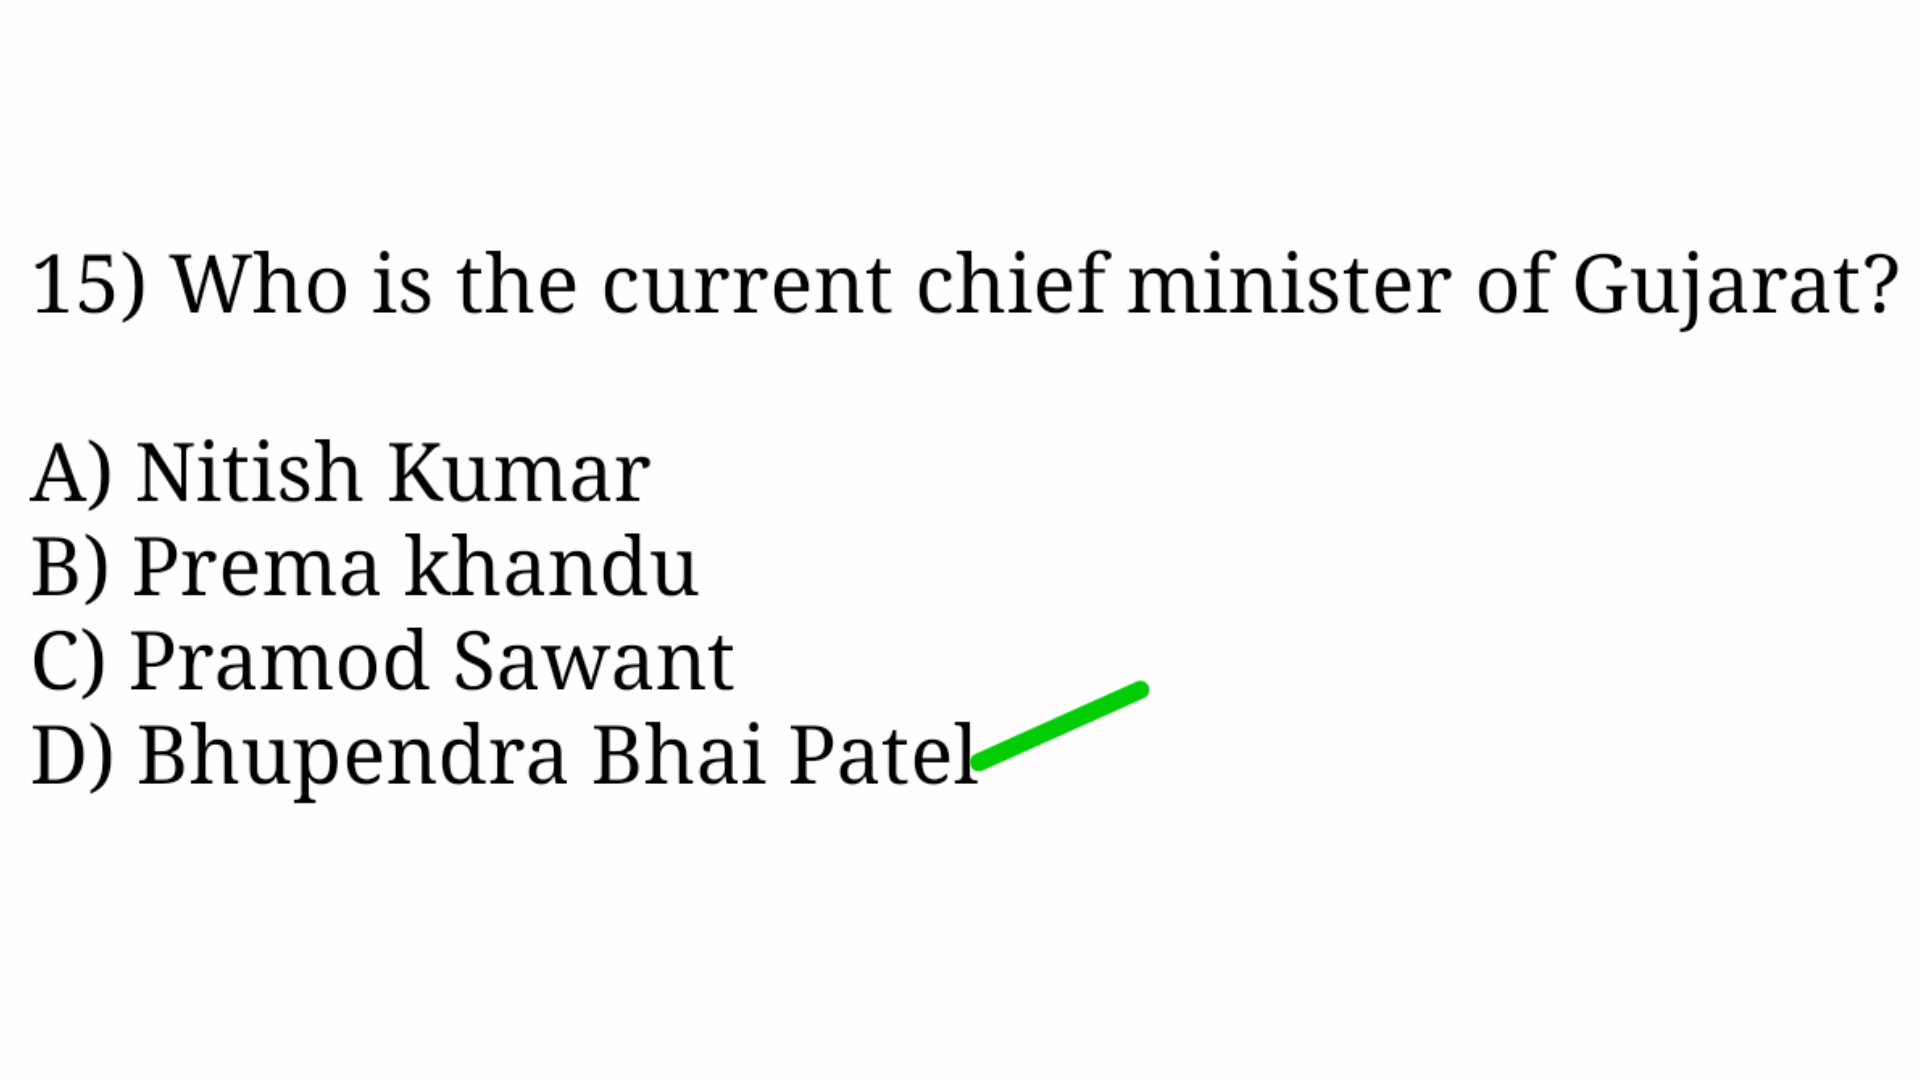 15) Who is the current chief minister of Gujarat?
A) Nitish Kumar
B) Prema khandu
C) Pramod Sawant
D) Bhupendra Bhai Patel